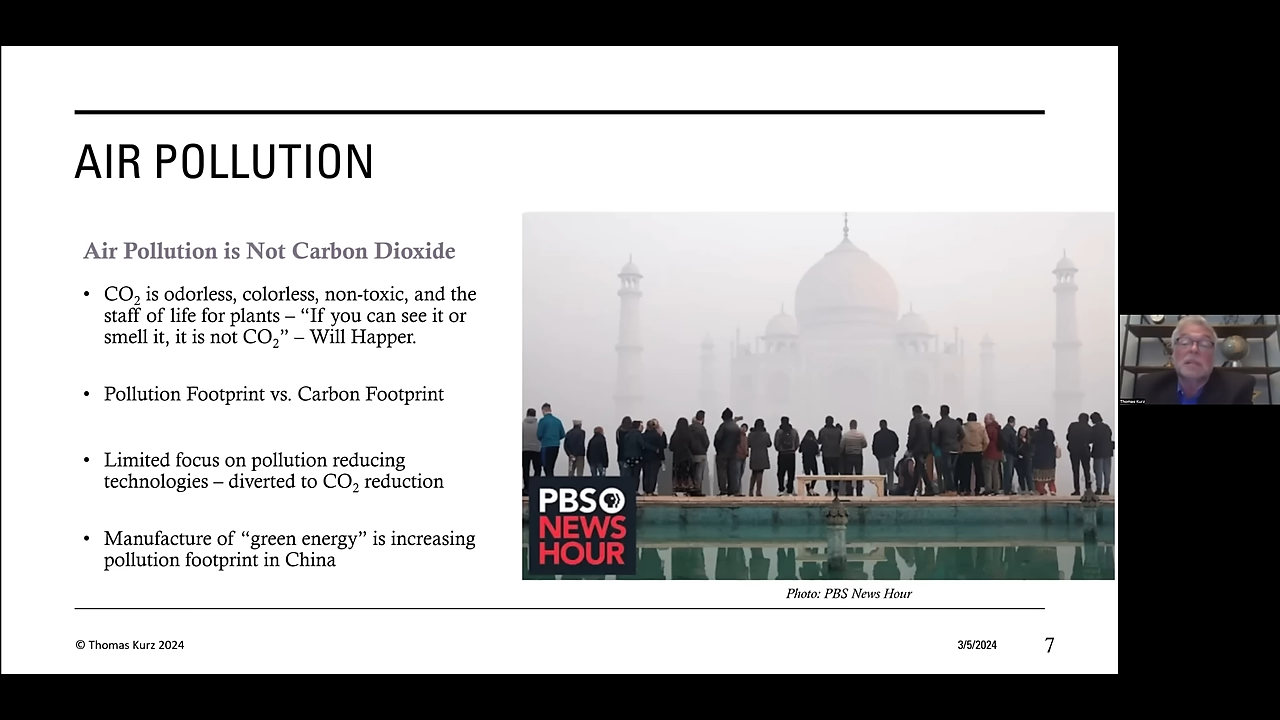 AIR POLLUTION
Air Pollution is Not Carbon Dioxide
• CO₂ is odorless, colorless, non-toxic, and the
staff of life for plants – “If you can see it or
smell it, it is not CO₂” – Will Happer.
• Pollution Footprint vs. Carbon Footprint
• Limited focus on pollution reducing
technologies – diverted to CO₂ reduction
• Manufacture of “green energy” is increasing
pollution footprint in China
PBS
NEWS
HOUR
Photo: PBS News Hour
© Thomas Kurz 2024
3/5/2024
7
Thomas Kurz